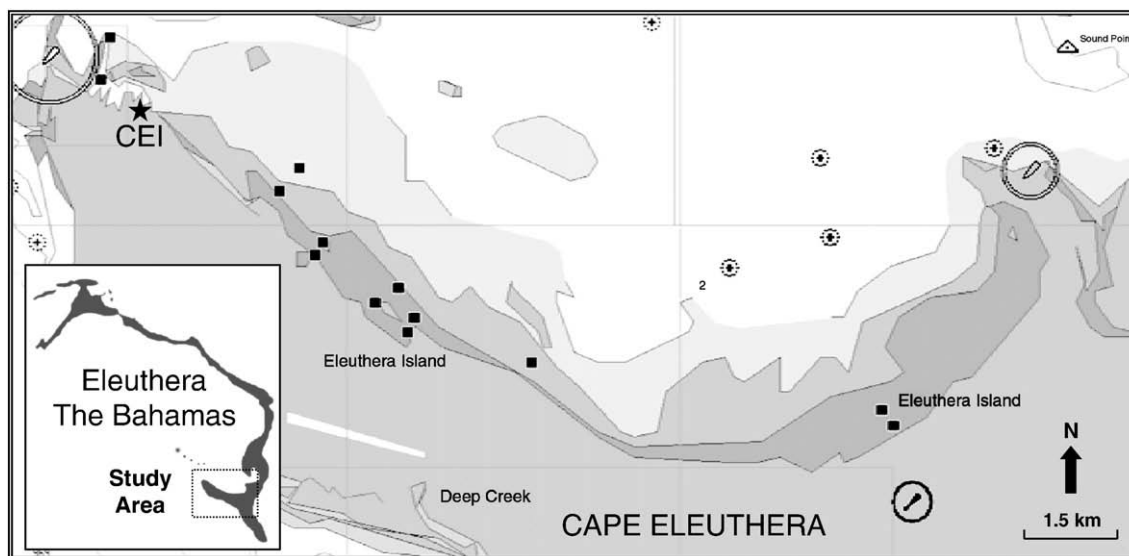 Sound Poin
CEI
2
Eleuthera Island
Eleuthera Island
Eleuthera
The Bahamas
Study
Area
Deep Creek
CAPE ELEUTHERA
N
1.5 km